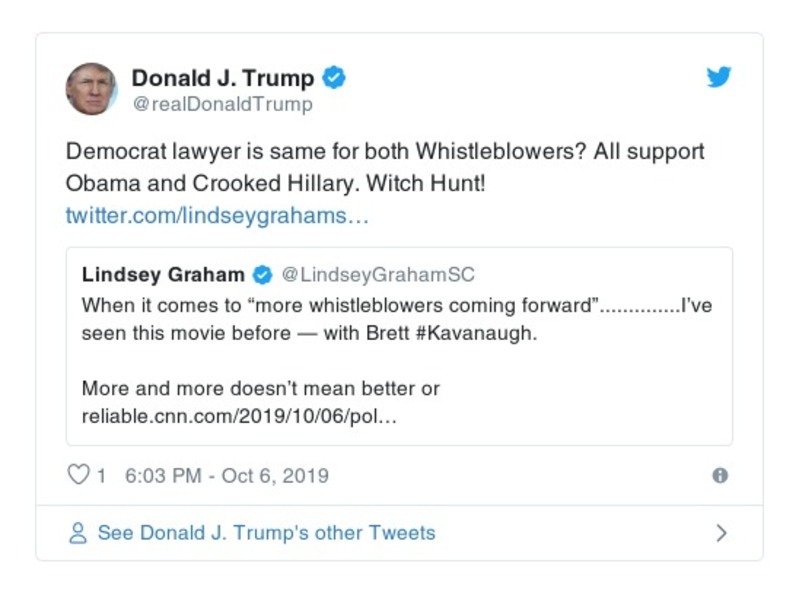 Donald J. Trump
@realDonaldTrump
Democrat lawyer is same for both Whistleblowers? All support
Obama and Crooked Hillary. Witch Hunt!
twitter.com/lindseygrahams…
Lindsey Graham @LindseyGrahamSC
When it comes to “more whistleblowers coming forward”..............I’ve
seen this movie before — with Brett #Kavanaugh.
More and more doesn’t mean better or
reliable.cnn.com/2019/10/06/pol…
1 6:03 PM - Oct 6, 2019
See Donald J. Trump's other Tweets